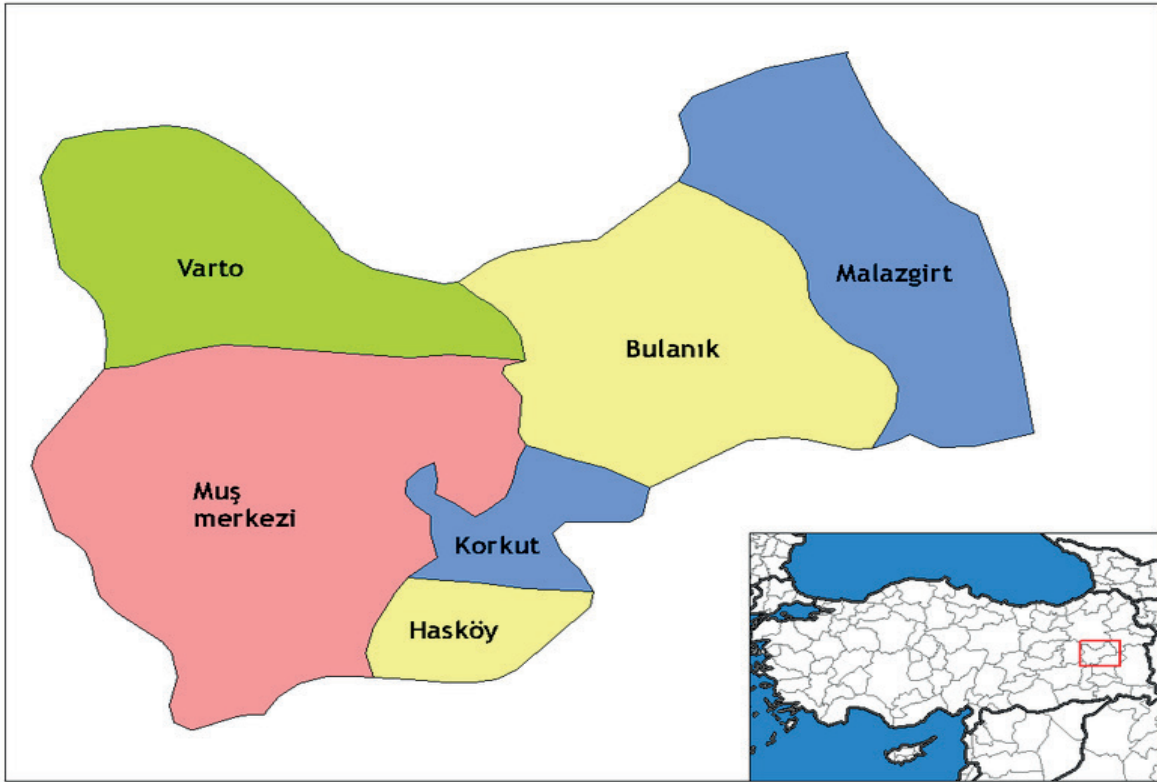 Varto
Malazgirt
Bulanık
Muş
merkezi
Korkut
Hasköy